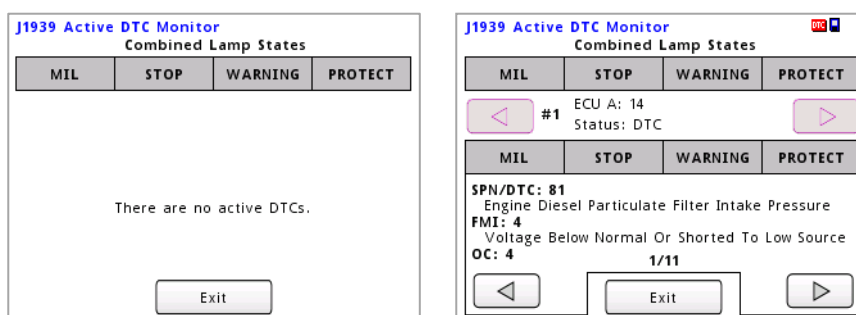 J1939 Active DTC Monitor
Combined Lamp States
MIL STOP WARNING PROTECT
There are no active DTCs.
Exit
J1939 Active DTC Monitor
DTC
Combined Lamp States
MIL STOP WARNING PROTECT
#1
ECU A: 14
Status: DTC
MIL STOP WARNING PROTECT
SPN/DTC: 81
Engine Diesel Particulate Filter Intake Pressure
FMI: 4
Voltage Below Normal Or Shorted To Low Source
OC: 4
1/11
Exit